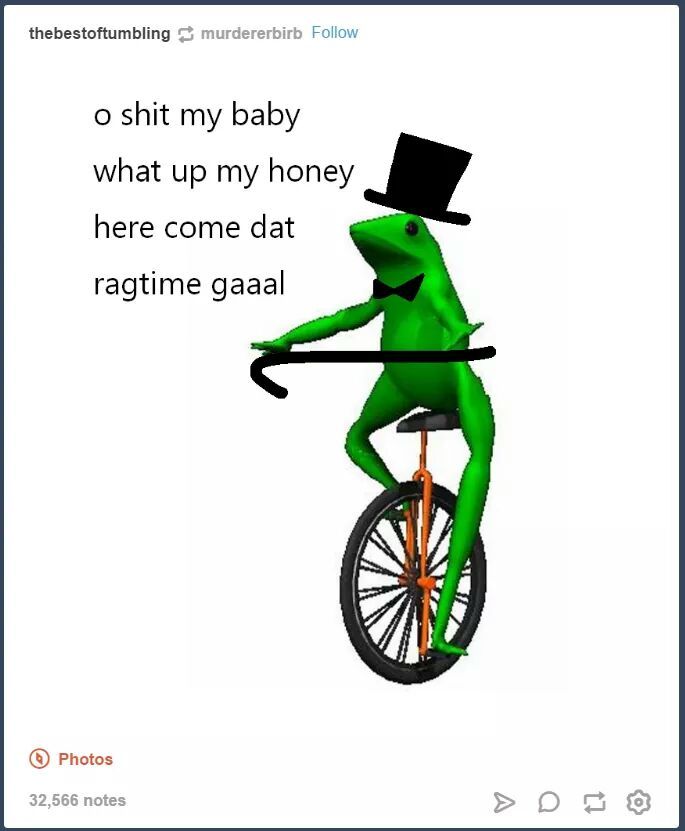 thebestoftumbling murdererbirb Follow
o shit my baby
what up my honey
here come dat
ragtime gaaal
Photos
32,566 notes